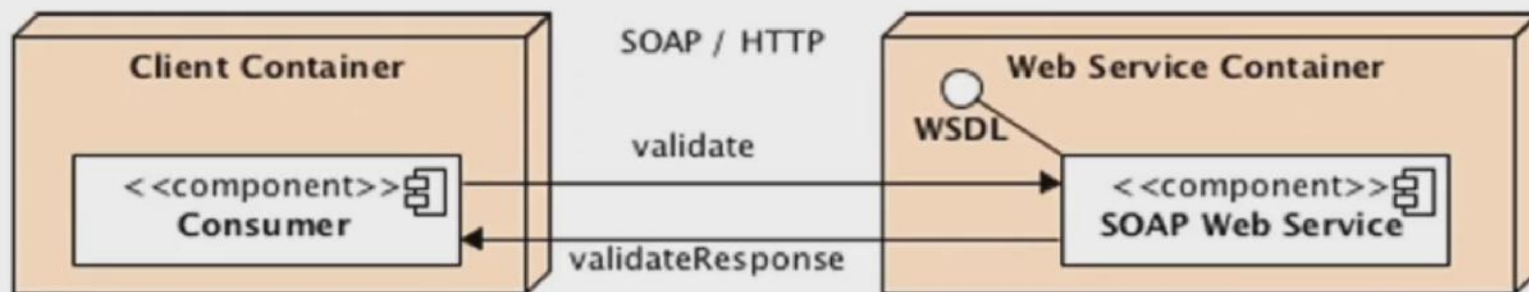 Client Container
SOAP / HTTP
Web Service Container
WSDL
validate
<<component>>
Consumer
<<component>>
SOAP Web Service
validateResponse